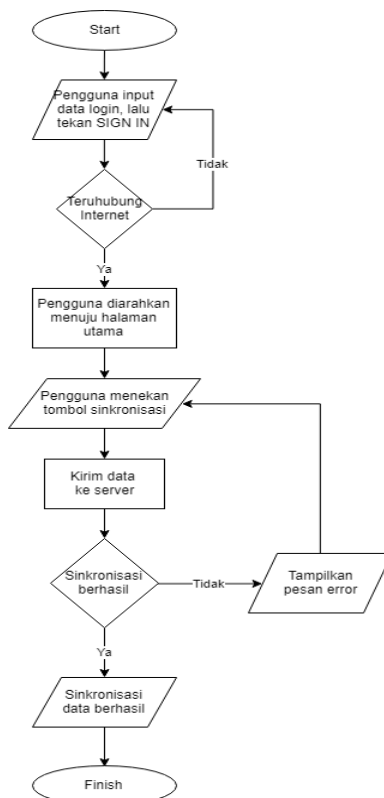 Start
Pengguna input
data login, lalu
tekan SIGN IN
Tidak
Teruhubung
Internet
Ya
Pengguna diarahkan
menuju halaman
utama
Pengguna menekan
tombol sinkronisasi
Kirim data
ke server
Sinkronisasi
berhasil
Tidak
Tampilkan
pesan error
Ya
Sinkronisasi
data berhasil
Finish